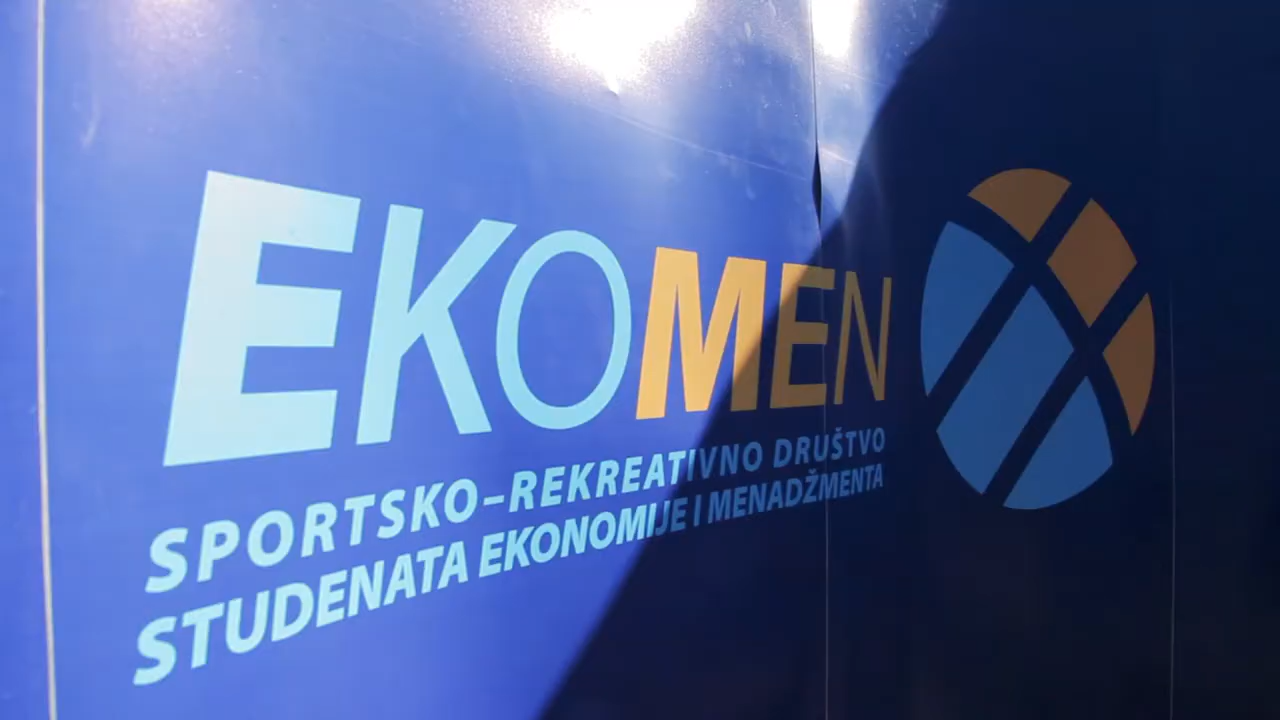 EKOMEN
SPORTSKO-REKREATIVNO DRUŠTVO
STUDENATA EKONOMIJE I MENADŽMENTA